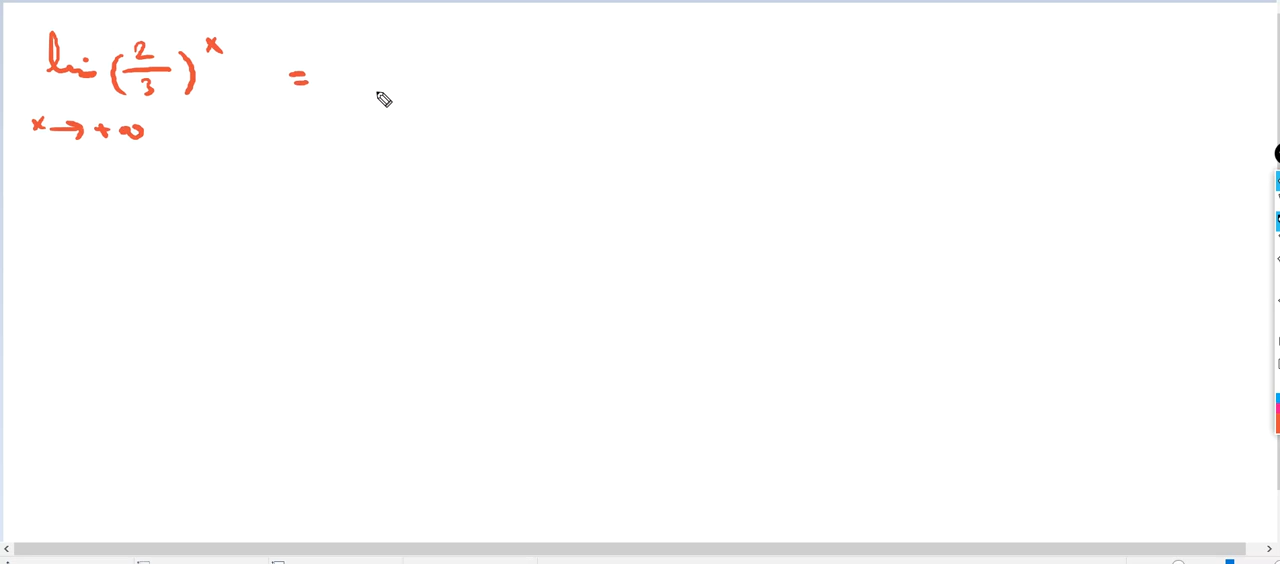 lim (2/3)^x =
x → +∞